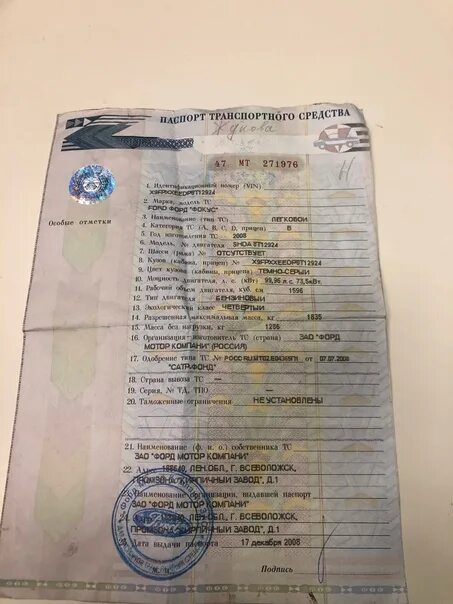 ПАСПОРТ ТРАНСПОРТНОГО СРЕДСТВА
Жукова
47 МТ 271976
Особые отметки
1. Идентификационный номер (VIN)
2. Марка, модель ТС
FORD ФОРД "ФОКУС"
3. Наименование (тип ТС) ЛЕГКОВОЙ
4. Категория ТС (A, B, C, D, прицеп) B
5. Год изготовления ТС 2008
6. Модель, № двигателя SHDA 8T12924
7. Шасси (рама) № ОТСУТСТВУЕТ
8. Кузов (кабина, прицеп) №
9. Цвет кузова (кабины, прицепа) ТЕМНО-СЕРЫЙ
10. Мощность двигателя, л. с. (кВт) 99,96 л.с. 73,5кВт.
11. Рабочий объем двигателя, куб. см 1596
12. Тип двигателя БЕНЗИНОВЫЙ
13. Экологический класс ЧЕТВЕРТЫЙ
14. Разрешенная максимальная масса, кг 1835
15. Масса без нагрузки, кг
16. Организация-изготовитель ТС (страна) ЗАО "ФОРД
МОТОР КОМПАНИ" (РОССИЯ)
17. Одобрение типа ТС № от 07.07.2008
"САТР-ФОНД"
18. Страна вывоза ТС —
19. Серия, № ТД, ТПО —
20. Таможенные ограничения НЕ УСТАНОВЛЕНЫ
21. Наименование (ф. и. о.) собственника ТС
ЗАО "ФОРД МОТОР КОМПАНИ"
22. Адрес ЛЕН.ОБЛ., Г. ВСЕВОЛОЖСК,
ПРОМЗОНА "КИРПИЧНЫЙ ЗАВОД", Д.1
Наименование организации, выдавшей паспорт
ЗАО "ФОРД МОТОР КОМПАНИ"
ЛЕН.ОБЛ., Г. ВСЕВОЛОЖСК,
ПРОМЗОНА "КИРПИЧНЫЙ ЗАВОД", Д.1
Дата выдачи паспорта 17 декабря 2008
М.П.
Подпись